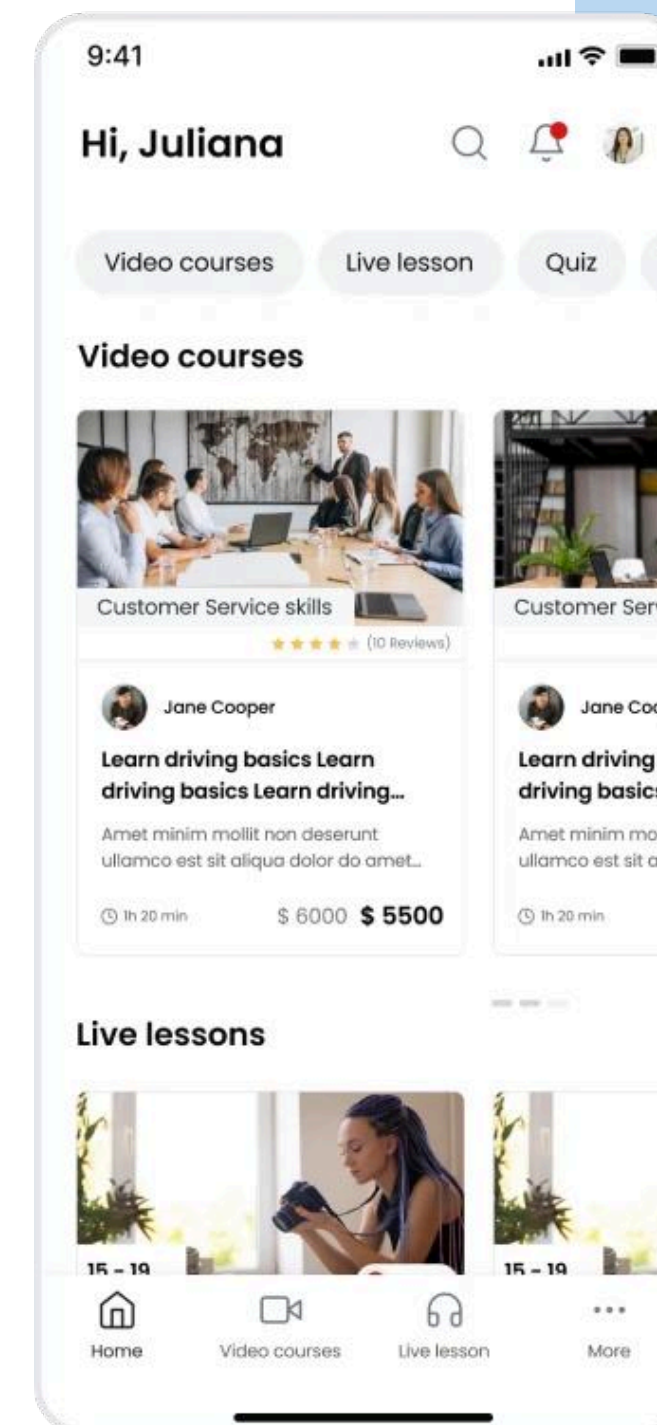 9:41
Hi, Juliana
Video courses Live lesson Quiz
Video courses
Customer Service skills
(10 Reviews)
Jane Cooper
Learn driving basics Learn
driving basics Learn driving...
Amet minim mollit non deserunt
ullamco est sit aliqua dolor do amet...
1h 20 min $ 6000 $ 5500
Customer Ser
Jane Coo
Learn driving
driving basics
Amet minim mo
ullamco est sit a
1h 20 min
Live lessons
15 - 19
15 - 19
Home Video courses Live lesson More